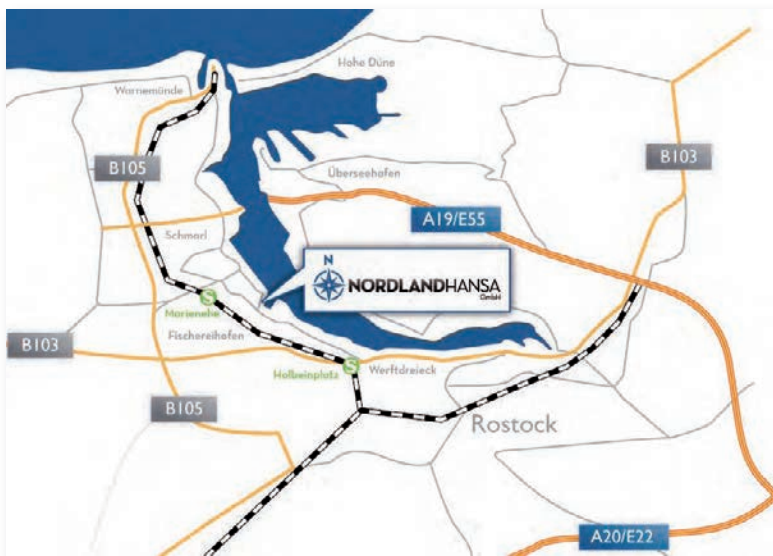 Hohe Düne
Warnemünde
B105
B103
Überseehafen
A19/E55
Schmarl
N
NORDLANDHANSA
GmbH
Marienehe
S
Fischereihafen
B103
S
Holbeinplatz
Werftdreieck
B105
Rostock
A20/E22